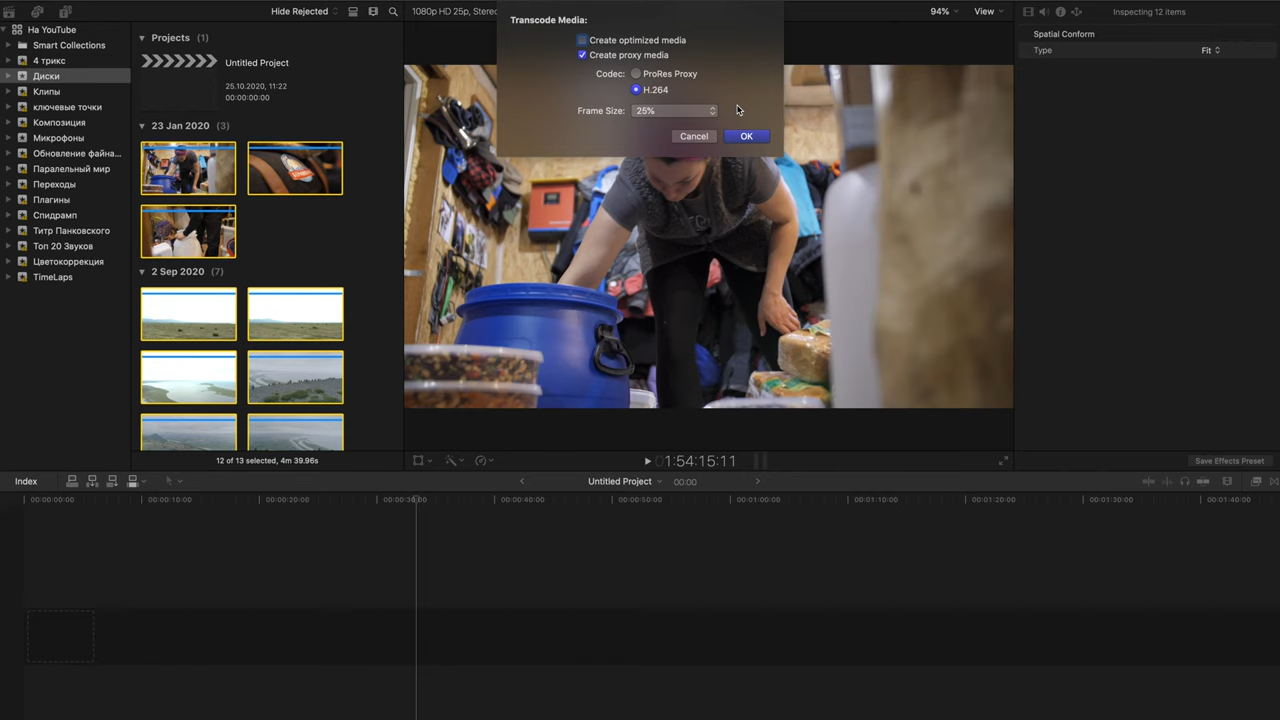 Hide Rejected
1080p HD 25p, Stereo
94%
View
Inspecting 12 items
Transcode Media:
Create optimized media
Create proxy media
Codec:
ProRes Proxy
H.264
Frame Size:
25%
Cancel
OK
На YouTube
Smart Collections
4 трикс
Диски
Клипы
ключевые точки
Композиция
Микрофоны
Обновление файна...
Паралельный мир
Переходы
Плагины
Спидрамп
Титр Панковского
Топ 20 Звуков
Цветокоррекция
TimeLaps
Projects (1)
Untitled Project
25.10.2020, 11:22
00:00:00:00
23 Jan 2020 (3)
2 Sep 2020 (7)
12 of 13 selected, 4m 39.96s
1:54:15:11
Spatial Conform
Type
Fit
Save Effects Preset
Index
Untitled Project
00:00
00:00:00:00
00:00:10:00
00:00:20:00
00:00:30:00
00:00:40:00
00:00:50:00
00:01:00:00
00:01:10:00
00:01:20:00
00:01:30:00
00:01:40:00